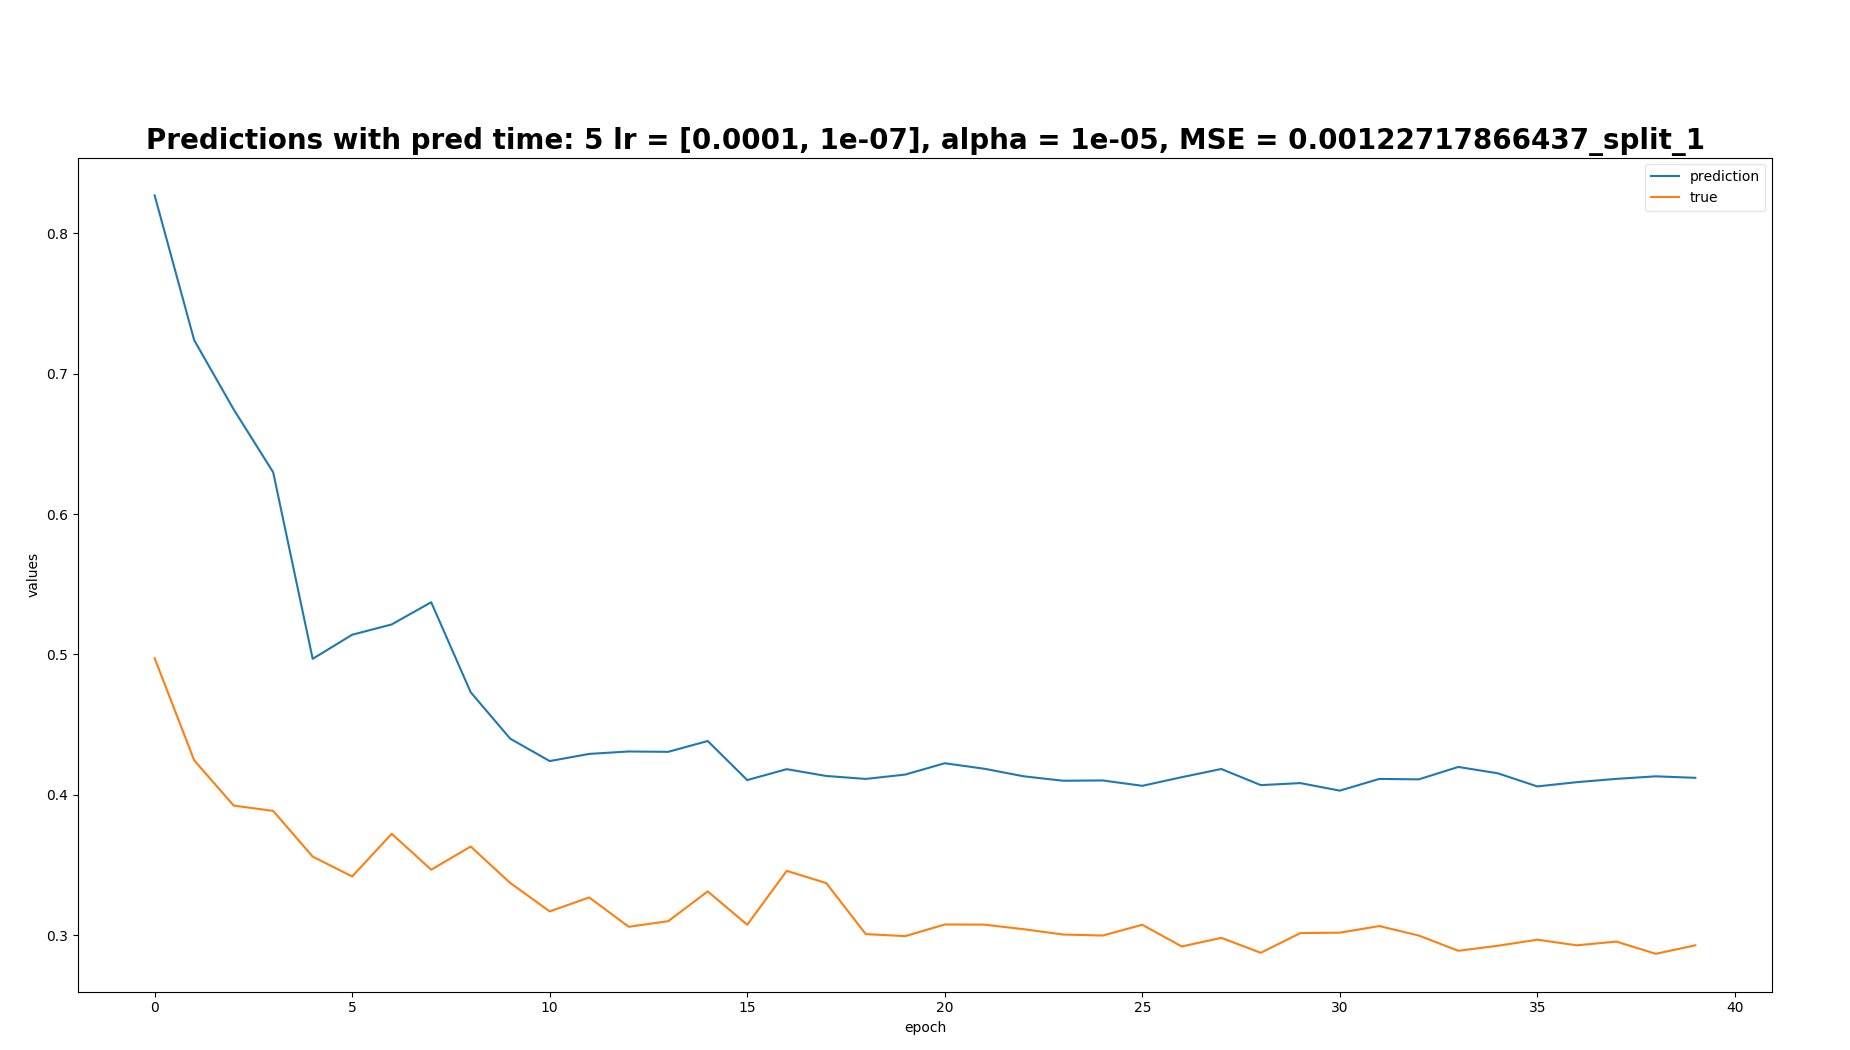 Predictions with pred time: 5 lr = [0.0001, 1e-07], alpha = 1e-05, MSE = 0.00122717866437_split_1
prediction
true
values
0.8
0.7
0.6
0.5
0.4
0.3
0 5 10 15 20 25 30 35 40
epoch